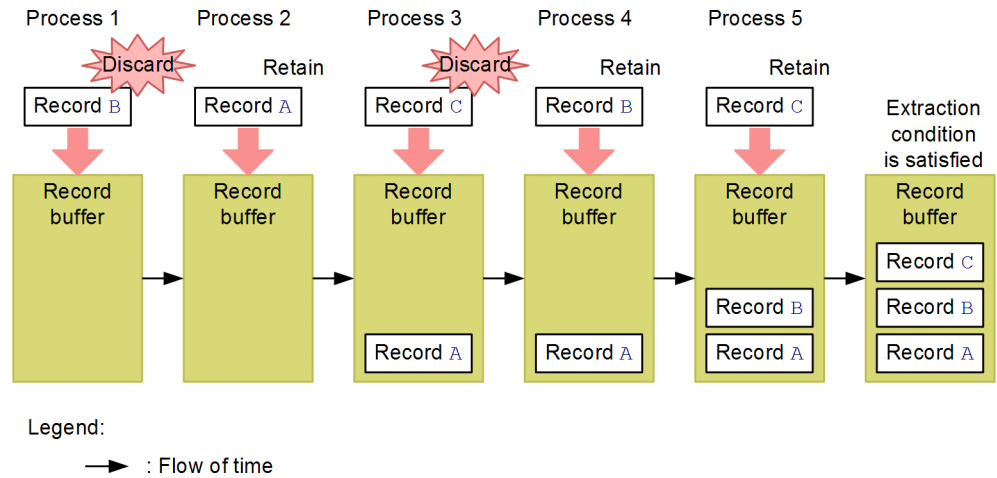 Process 1
Process 2
Process 3
Process 4
Process 5
Discard
Retain
Discard
Retain
Retain
Record B
Record A
Record C
Record B
Record C
Extraction
condition
is satisfied
Record
buffer
Record
buffer
Record
buffer
Record A
Record
buffer
Record A
Record
buffer
Record B
Record A
Record
buffer
Record C
Record B
Record A
Legend:
: Flow of time